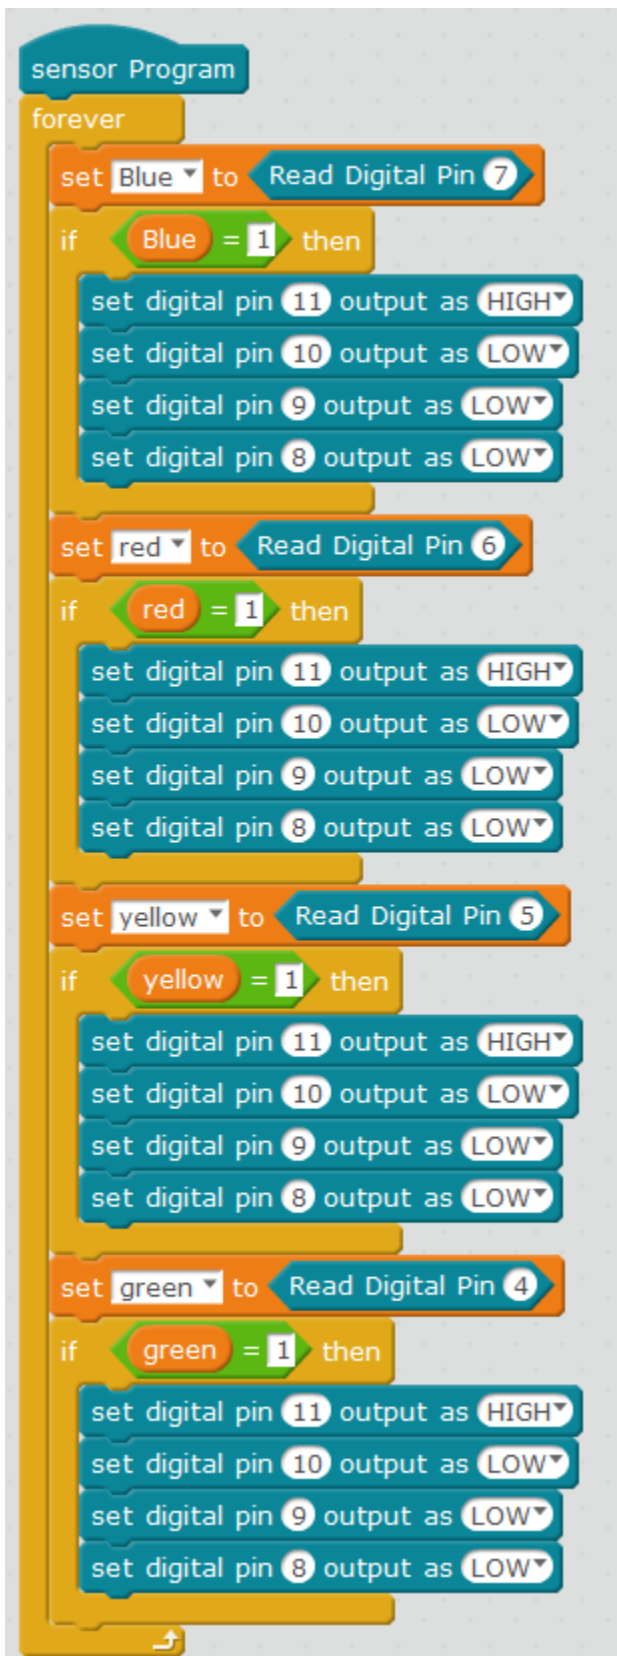 sensor Program
forever
set Blue to Read Digital Pin 7
if Blue = 1 then
set digital pin 11 output as HIGH
set digital pin 10 output as LOW
set digital pin 9 output as LOW
set digital pin 8 output as LOW
set red to Read Digital Pin 6
if red = 1 then
set digital pin 11 output as HIGH
set digital pin 10 output as LOW
set digital pin 9 output as LOW
set digital pin 8 output as LOW
set yellow to Read Digital Pin 5
if yellow = 1 then
set digital pin 11 output as HIGH
set digital pin 10 output as LOW
set digital pin 9 output as LOW
set digital pin 8 output as LOW
set green to Read Digital Pin 4
if green = 1 then
set digital pin 11 output as HIGH
set digital pin 10 output as LOW
set digital pin 9 output as LOW
set digital pin 8 output as LOW